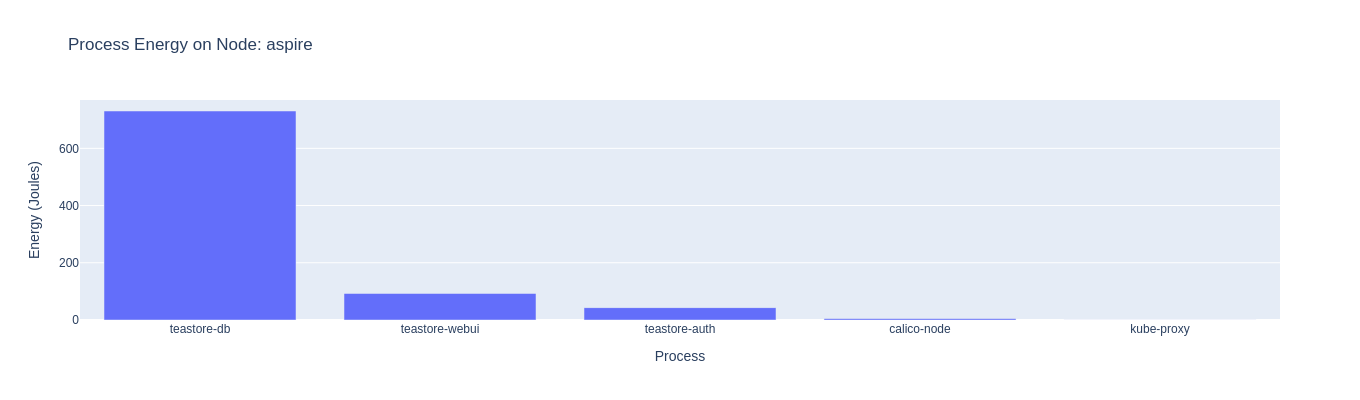 Process Energy on Node: aspire
Energy (Joules)
600
400
200
0
teastore-db teastore-webui teastore-auth calico-node kube-proxy
Process